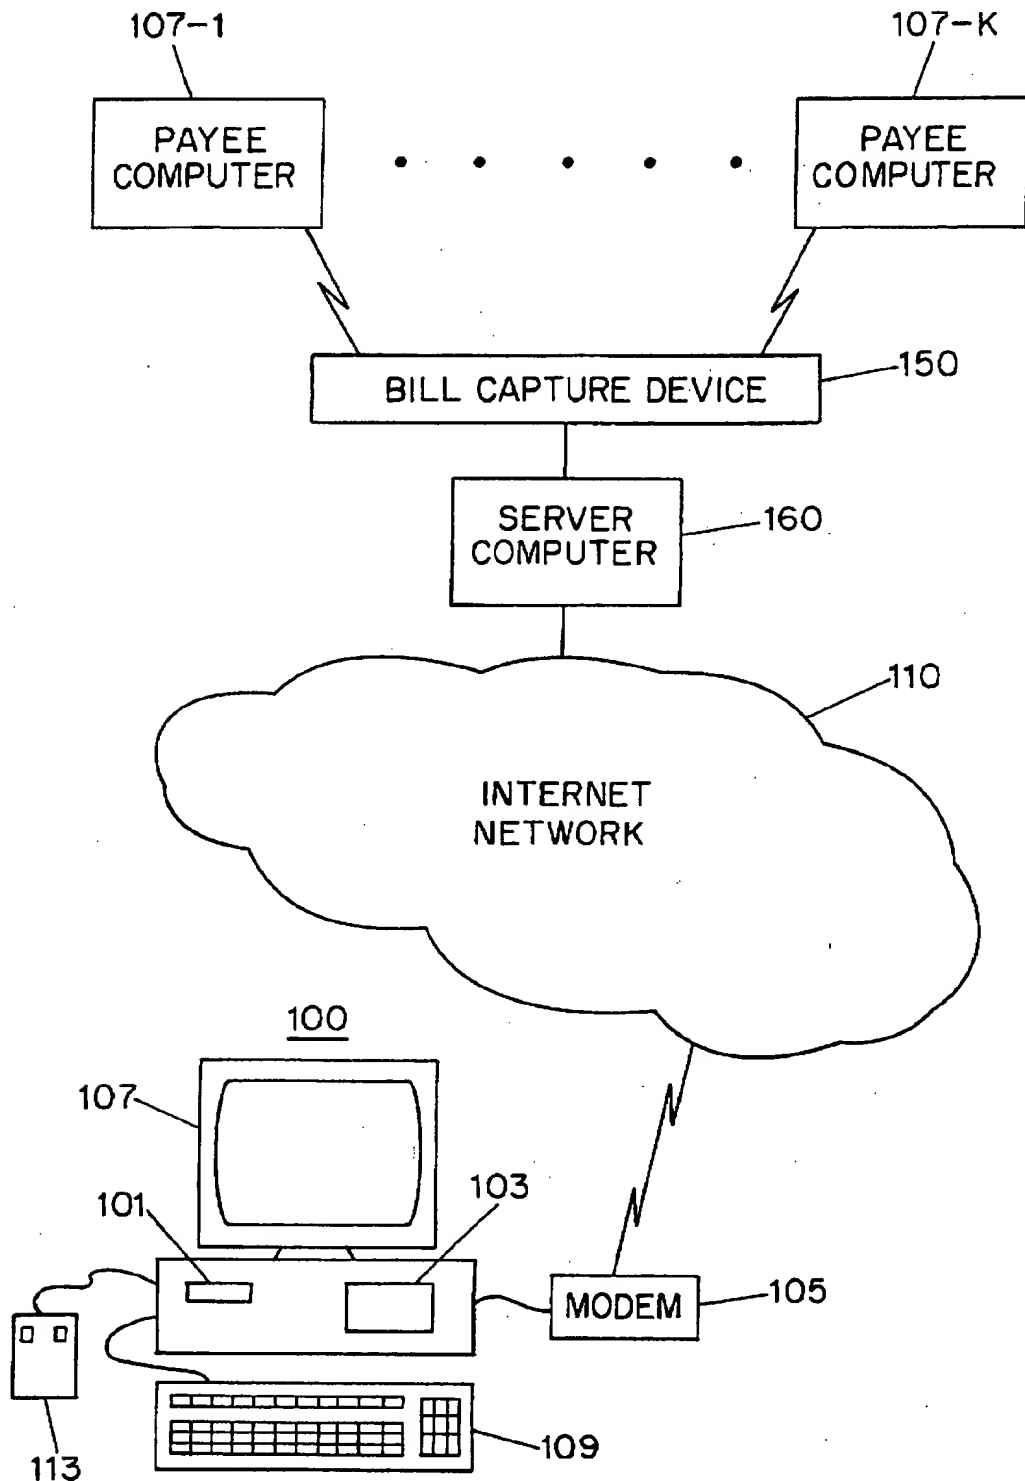 107-1
107-K
PAYEE
COMPUTER
PAYEE
COMPUTER
150
BILL CAPTURE DEVICE
SERVER
COMPUTER
160
110
INTERNET
NETWORK
100
107
101
103
MODEM
105
113
109